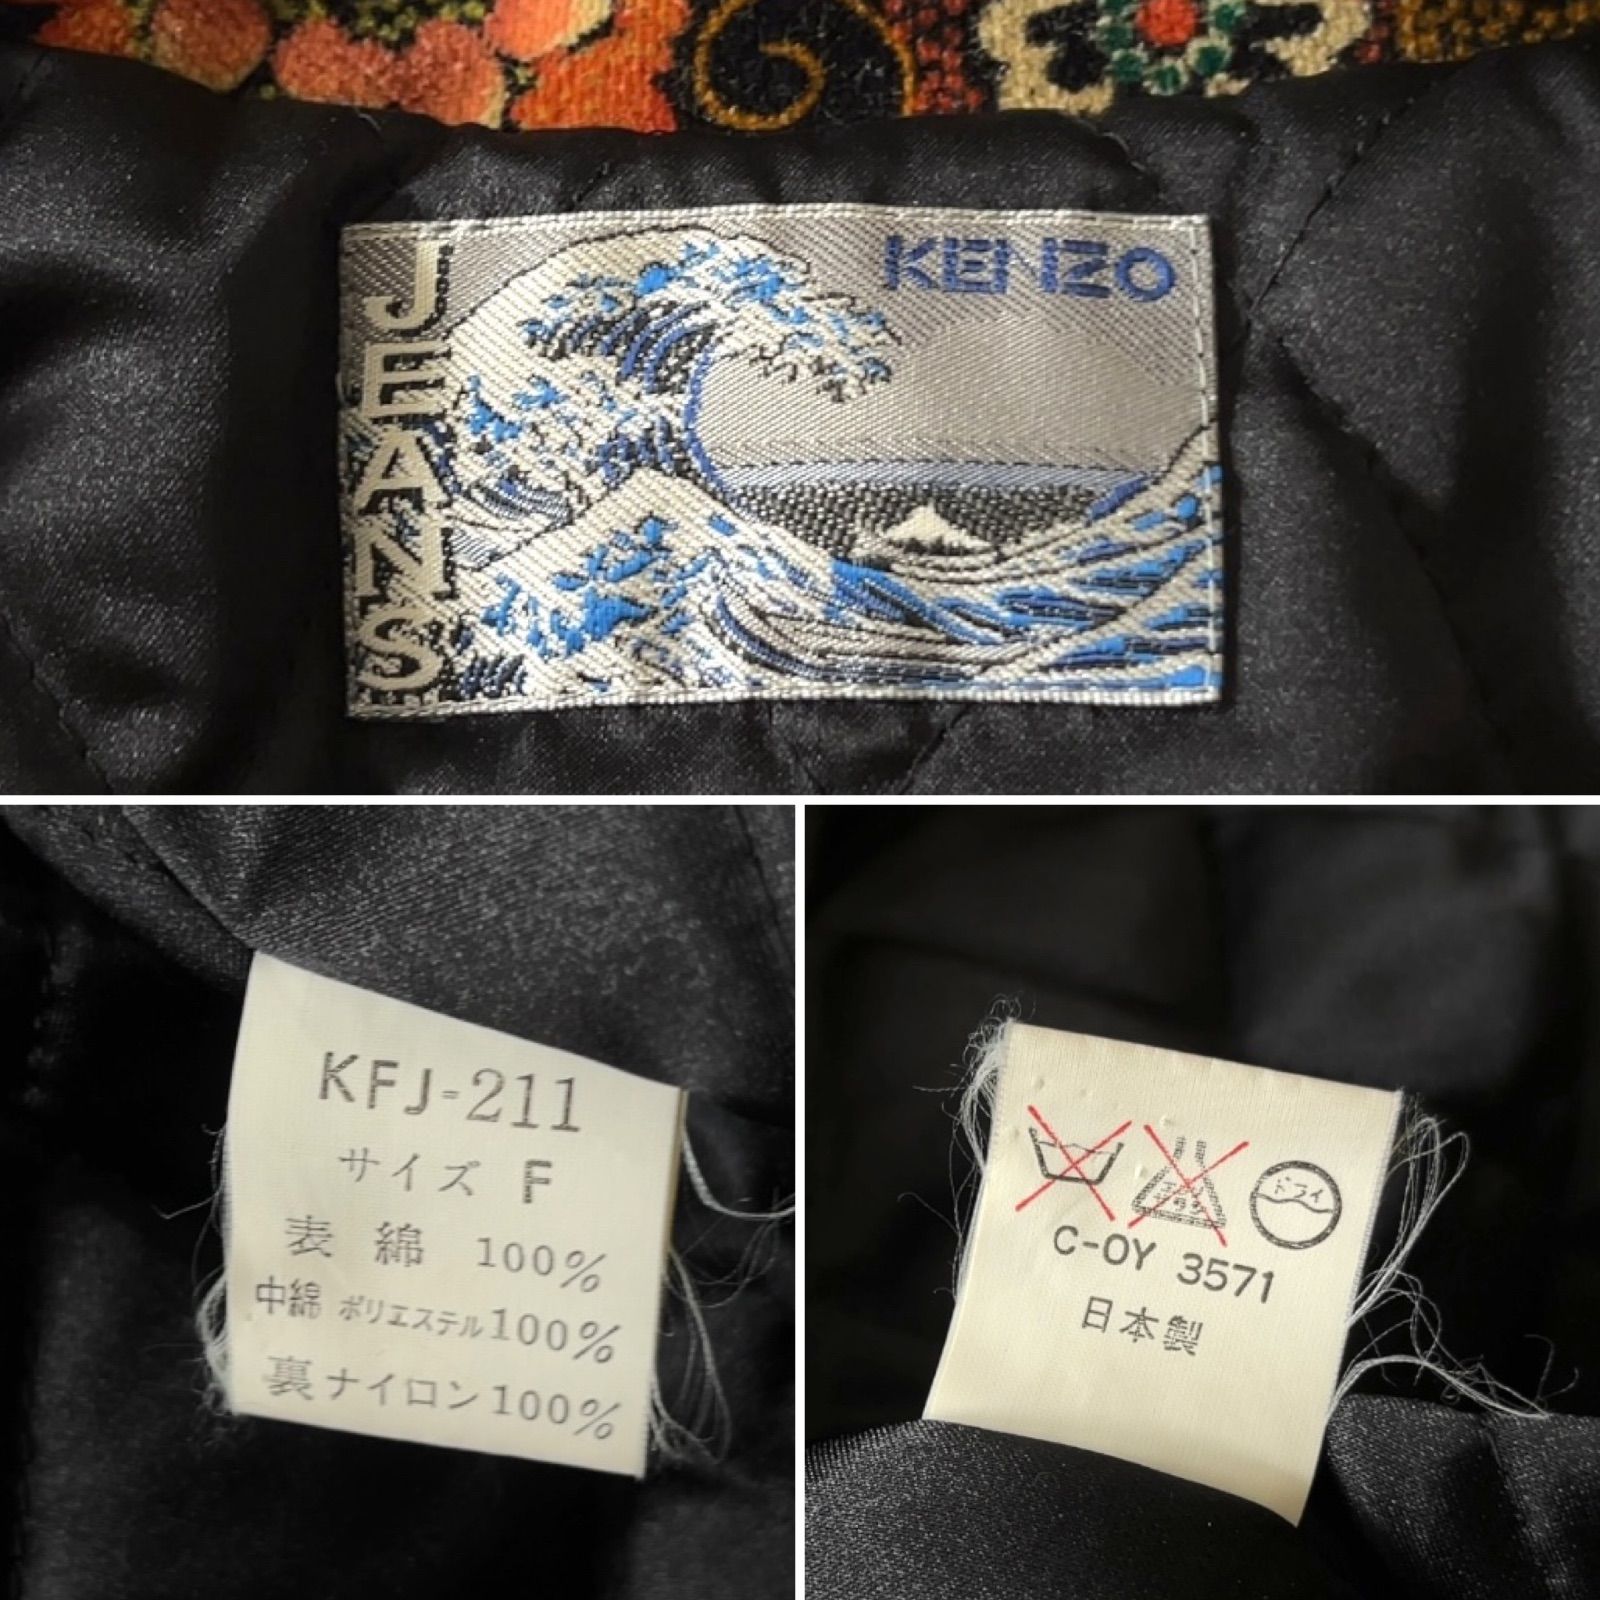 KENZO
JEANS
KFJ-211
サイズ F
表 綿 100%
中綿 ポリエステル100%
裏 ナイロン100%
ドライ
C-OY 3571
日本製